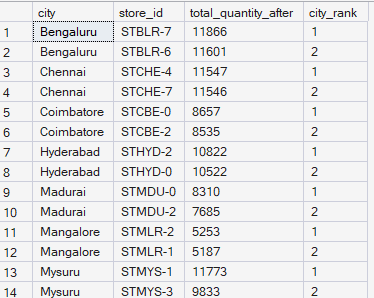 city store_id total_quantity_after city_rank
1 Bengaluru STBLR-7 11866 1
2 Bengaluru STBLR-6 11601 2
3 Chennai STCHE-4 11547 1
4 Chennai STCHE-7 11546 2
5 Coimbatore STCBE-0 8657 1
6 Coimbatore STCBE-2 8535 2
7 Hyderabad STHYD-2 10822 1
8 Hyderabad STHYD-0 10522 2
9 Madurai STMDU-0 8310 1
10 Madurai STMDU-2 7685 2
11 Mangalore STMLR-2 5253 1
12 Mangalore STMLR-1 5187 2
13 Mysuru STMYS-1 11773 1
14 Mysuru STMYS-3 9833 2